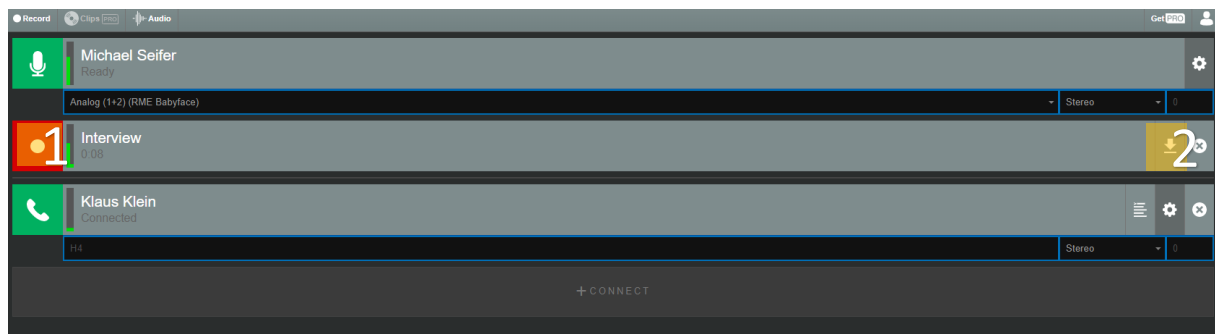 Record Clips PRO Audio Get PRO
Michael Seifer
Ready
Analog (1+2) (RME Babyface) Stereo 0
1 Interview 2
0:08
Klaus Klein
Connected
H4 Stereo 0
+CONNECT